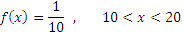 f(x) = 1/10 , 10 < x < 20